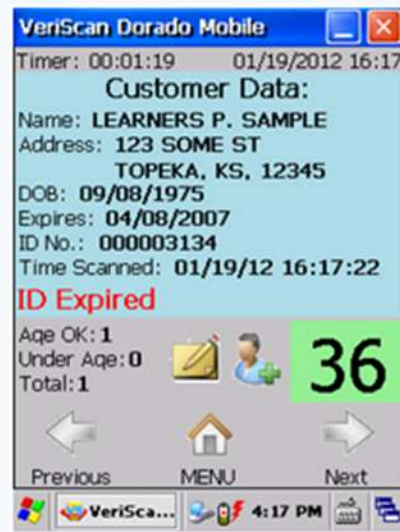 VeriScan Dorado Mobile
Timer: 00:01:19 01/19/2012 16:17
Customer Data:
Name: LEARNERS P. SAMPLE
Address: 123 SOME ST
TOPEKA, KS, 12345
DOB: 09/08/1975
Expires: 04/08/2007
ID No.: 000003134
Time Scanned: 01/19/12 16:17:22
ID Expired
Age OK: 1
Under Age: 0
Total: 1
36
Previous MENU Next
VeriSca... 4:17 PM